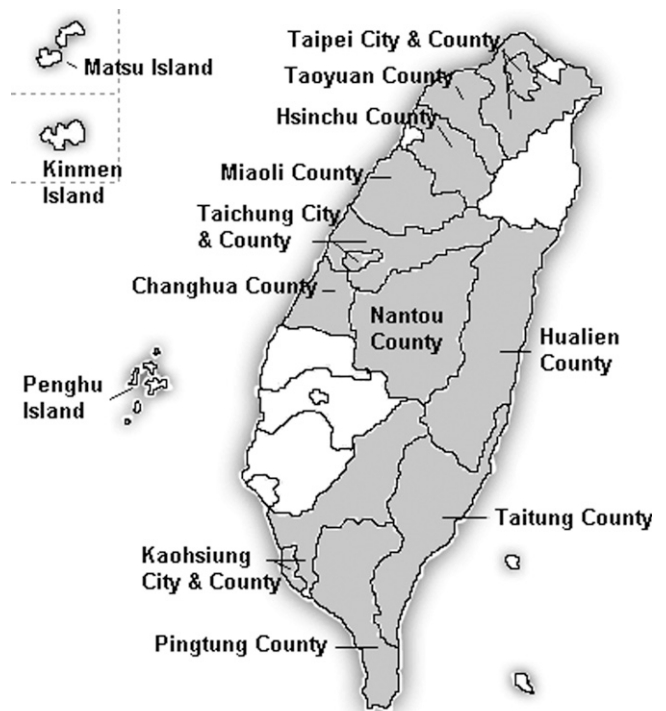 Taipei City & County
Matsu Island
Taoyuan County
Hsinchu County
Kinmen
Island
Miaoli County
Taichung City
& County
Changhua County
Nantou
County
Hualien
County
Penghu
Island
Taitung County
Kaohsiung
City & County
Pingtung County